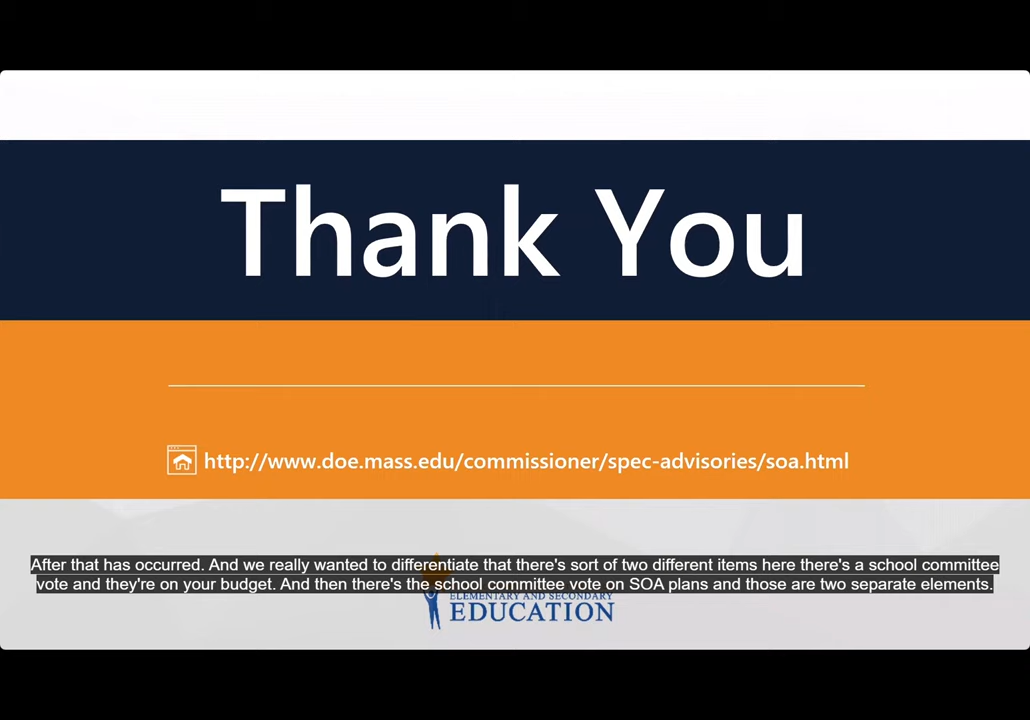 Thank You
http://www.doe.mass.edu/commissioner/spec-advisories/soa.html
After that has occurred. And we really wanted to differentiate that there's sort of two different items here there's a school committee
vote and they're on your budget. And then there's the school committee vote on SOA plans and those are two separate elements.
ELEMENTARY AND SECONDARY
EDUCATION